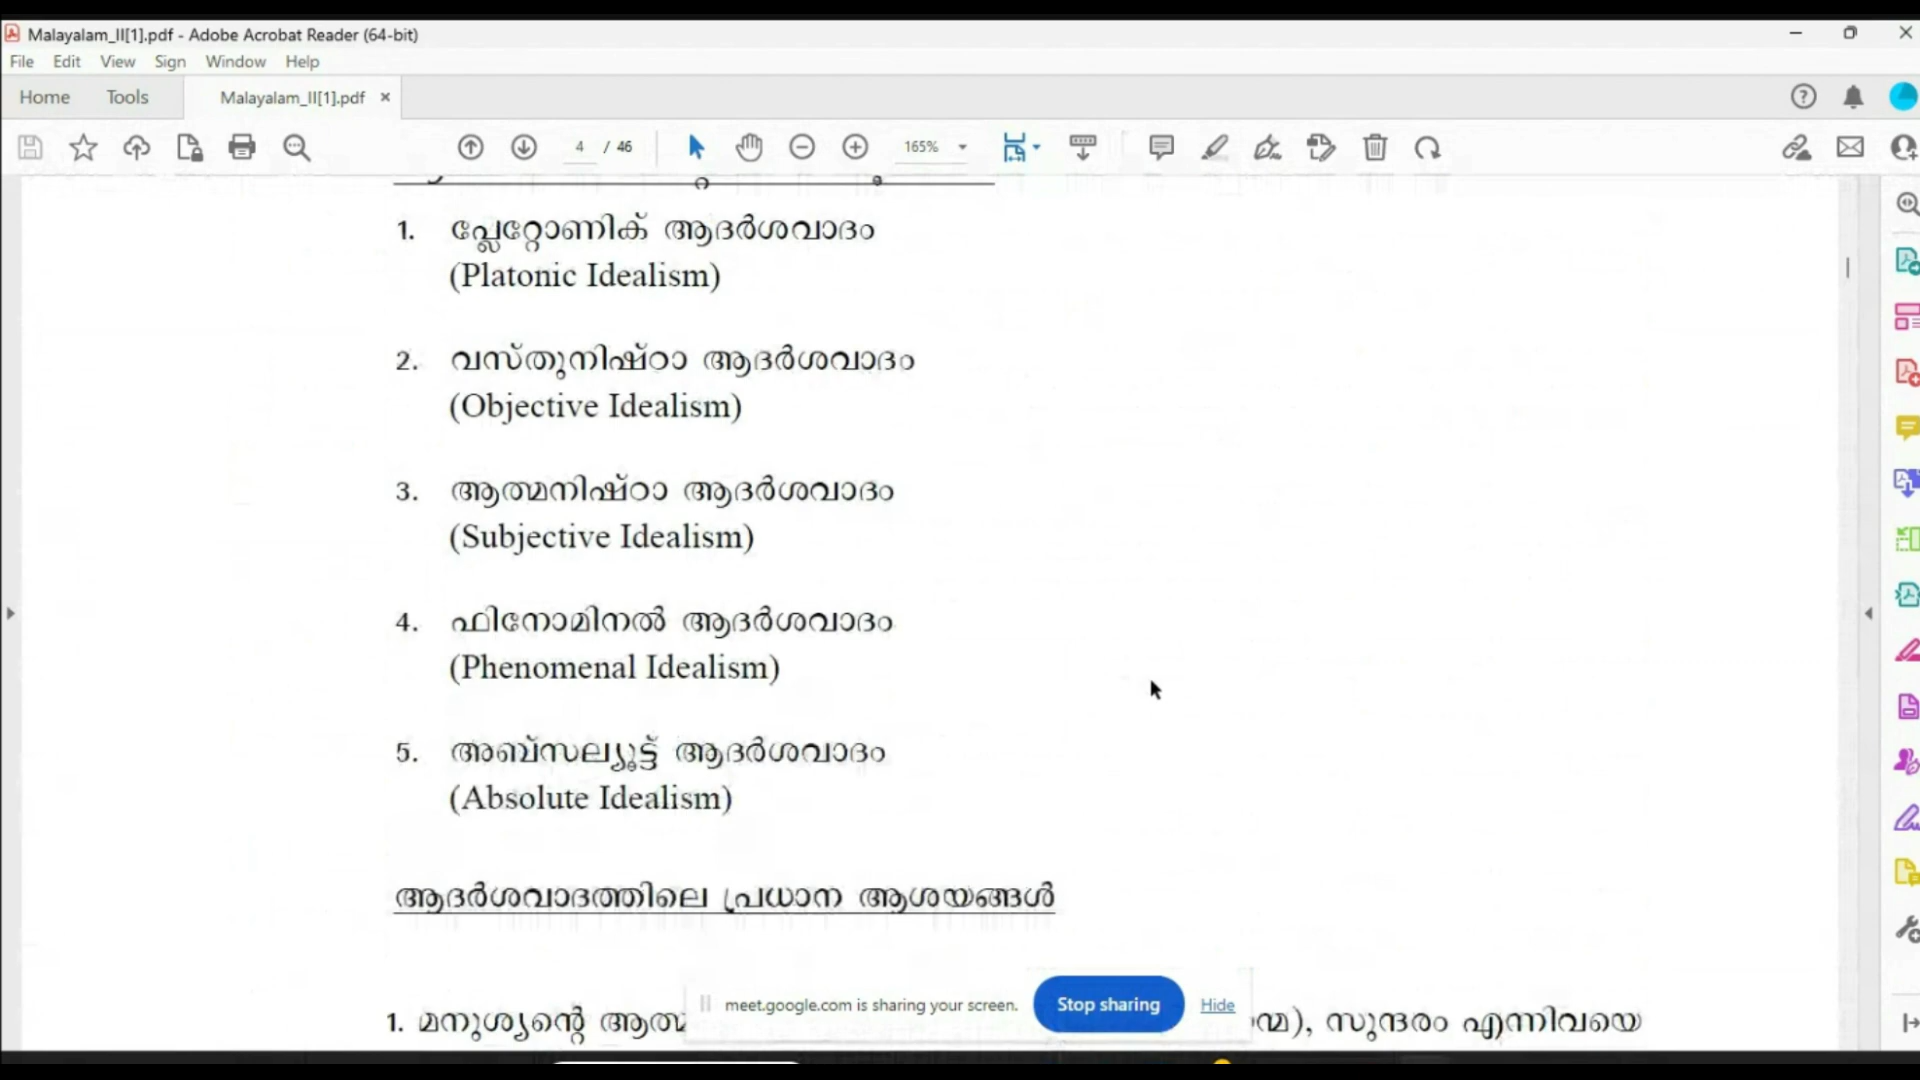 Malayalam_II[1].pdf - Adobe Acrobat Reader (64-bit)
File Edit View Sign Window Help
Home Tools Malayalam_II[1].pdf ×
4 / 46 165%
1. പ്ലേറ്റോണിക് ആദർശവാദം
(Platonic Idealism)
2. വസ്തുനിഷ്ഠാ ആദർശവാദം
(Objective Idealism)
3. ആത്മനിഷ്ഠാ ആദർശവാദം
(Subjective Idealism)
4. ഫിനോമിനൽ ആദർശവാദം
(Phenomenal Idealism)
5. അബ്സല്യൂട്ട് ആദർശവാദം
(Absolute Idealism)
ആദർശവാദത്തിലെ പ്രധാന ആശയങ്ങൾ
1. മനുശ്യന്റെ സുന്ദരം എന്നിവയെ
meet.google.com is sharing your screen. Stop sharing Hide